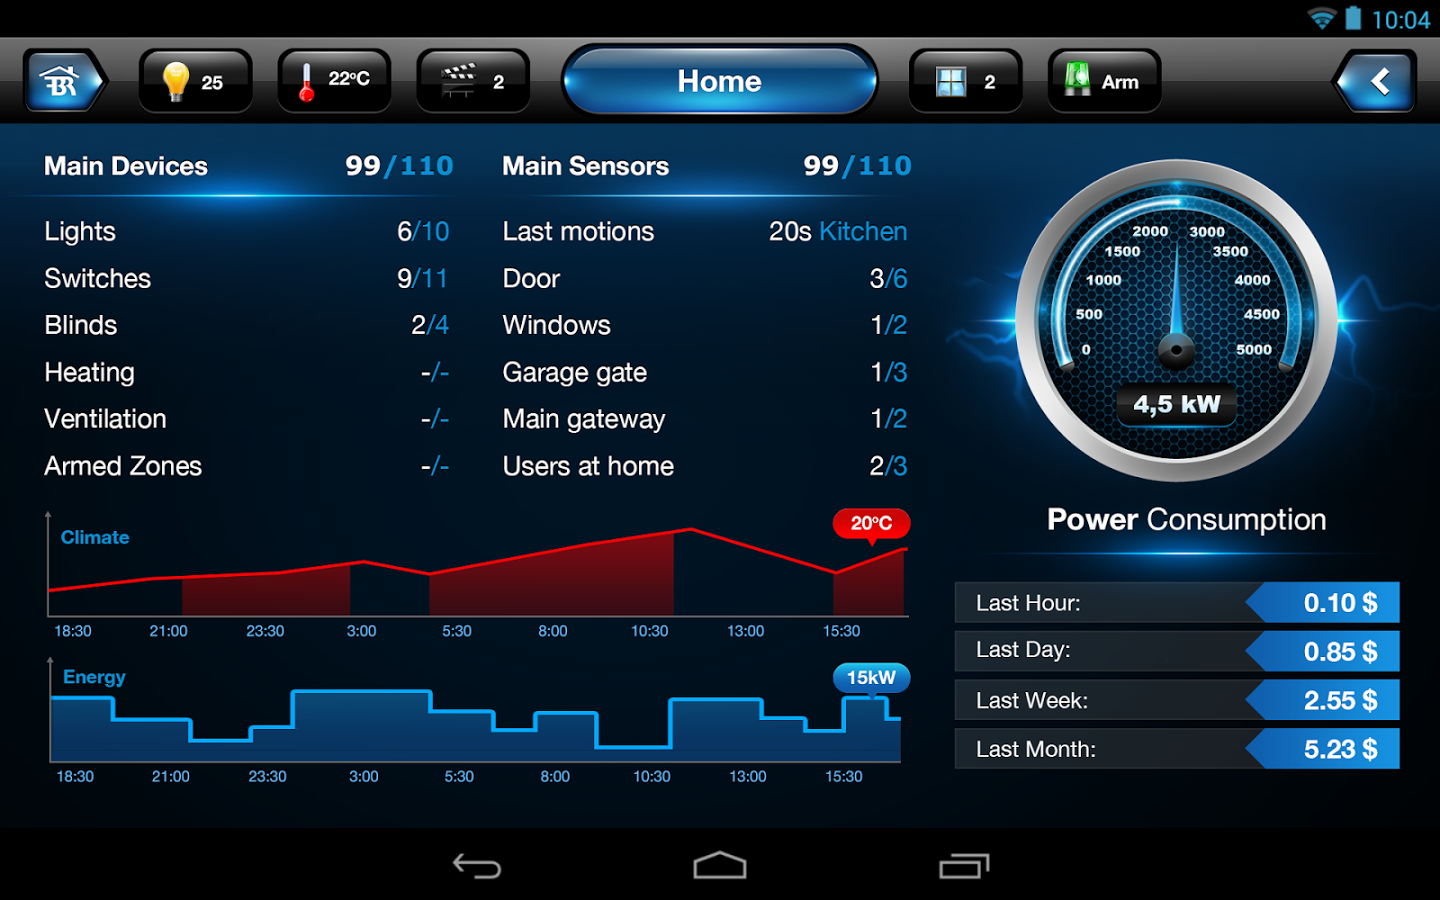 10:04
BR
25
22°C
2
Home
2
Arm
Main Devices 99/110
Lights 6/10
Switches 9/11
Blinds 2/4
Heating -/-
Ventilation -/-
Armed Zones -/-
Main Sensors 99/110
Last motions 20s Kitchen
Door 3/6
Windows 1/2
Garage gate 1/3
Main gateway 1/2
Users at home 2/3
2000 3000
1500 3500
1000 4000
500 4500
0 5000
4,5 kW
Power Consumption
Last Hour: 0.10 $
Last Day: 0.85 $
Last Week: 2.55 $
Last Month: 5.23 $
Climate 20°C
18:30 21:00 23:30 3:00 5:30 8:00 10:30 13:00 15:30
Energy 15kW
18:30 21:00 23:30 3:00 5:30 8:00 10:30 13:00 15:30